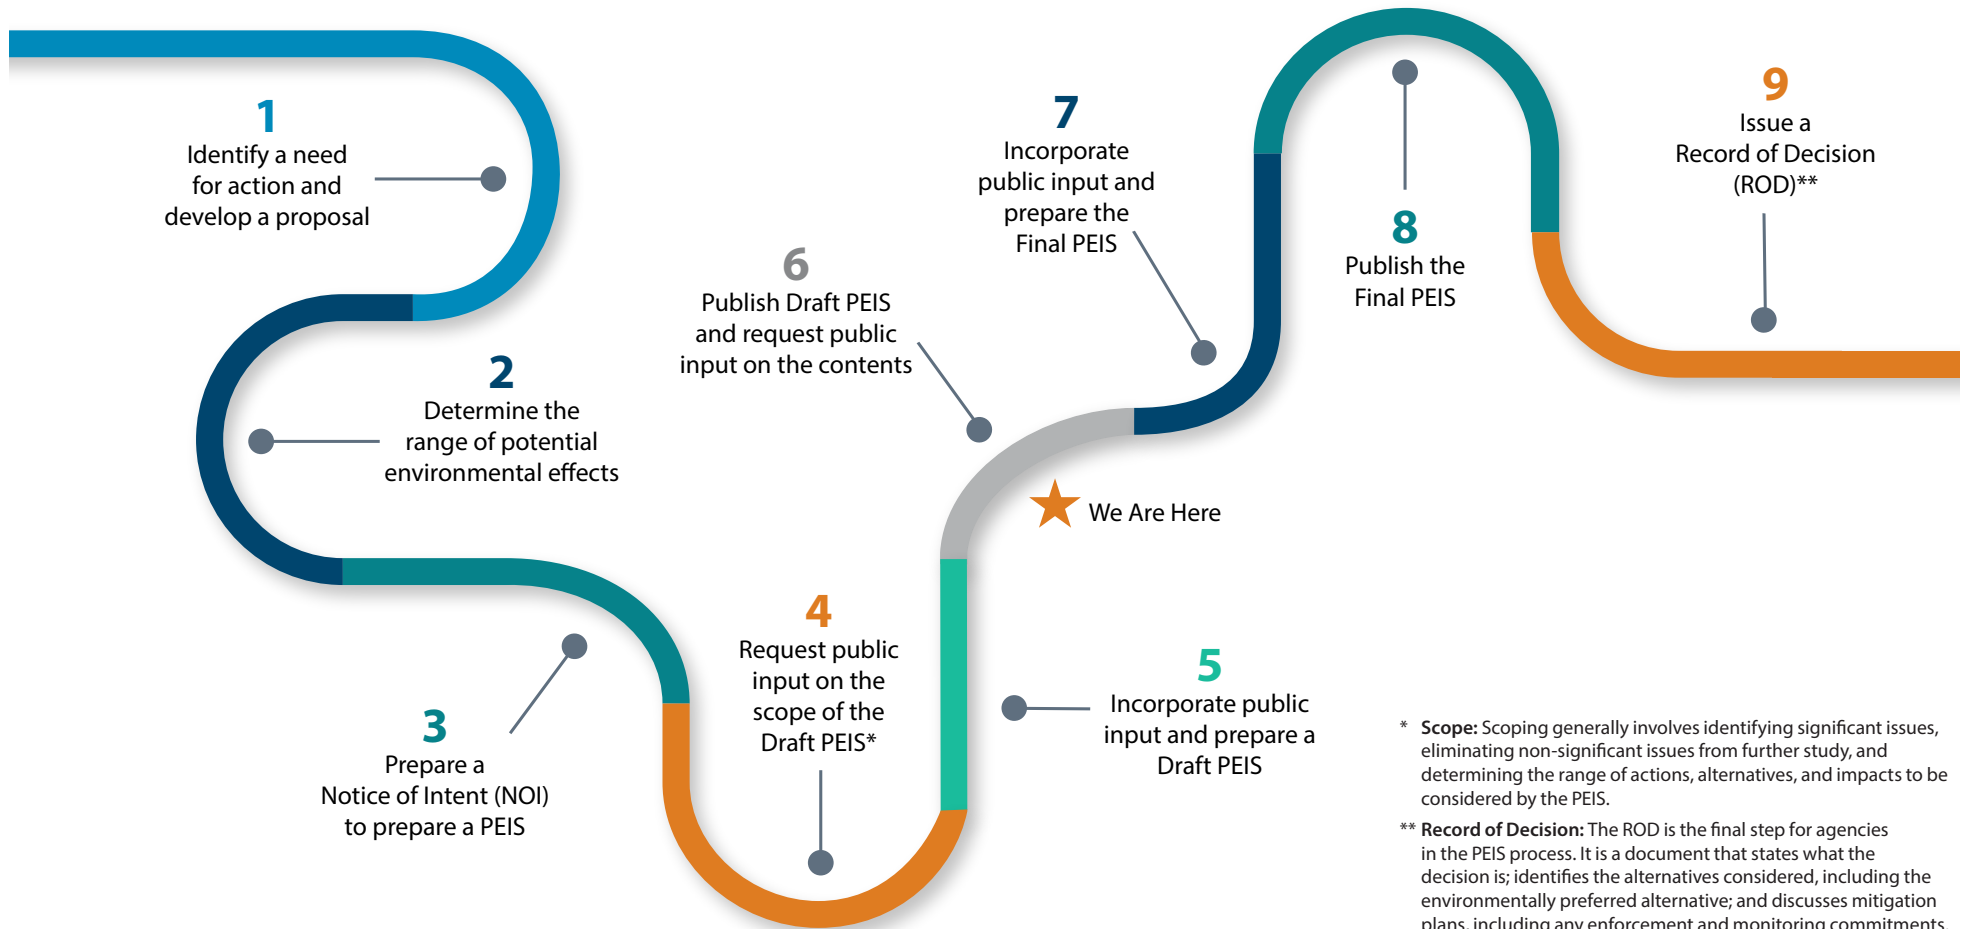 1
Identify a need
for action and
develop a proposal
2
Determine the
range of potential
environmental effects
3
Prepare a
Notice of Intent (NOI)
to prepare a PEIS
4
Request public
input on the
scope of the
Draft PEIS*
5
Incorporate public
input and prepare a
Draft PEIS
6
Publish Draft PEIS
and request public
input on the contents
We Are Here
7
Incorporate
public input and
prepare the
Final PEIS
8
Publish the
Final PEIS
9
Issue a
Record of Decision
(ROD)**
* Scope: Scoping generally involves identifying significant issues,
eliminating non-significant issues from further study, and
determining the range of actions, alternatives, and impacts to be
considered by the PEIS.
** Record of Decision: The ROD is the final step for agencies
in the PEIS process. It is a document that states what the
decision is; identifies the alternatives considered, including the
environmentally preferred alternative; and discusses mitigation
plans, including any enforcement and monitoring commitments.